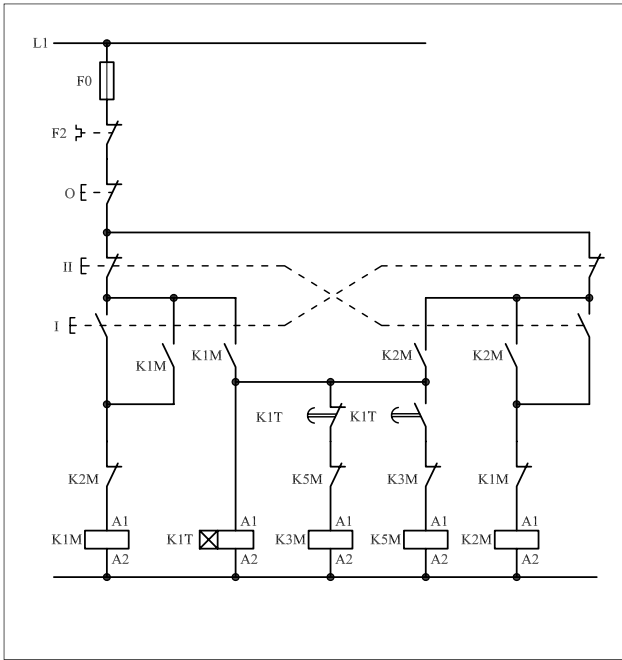 L1
F0
F2
O
II
I
K1M K1M K2M K2M
K1T K1T
K2M K5M K3M K1M
A1 A1 A1 A1 A1
K1M K1T K3M K5M K2M
A2 A2 A2 A2 A2